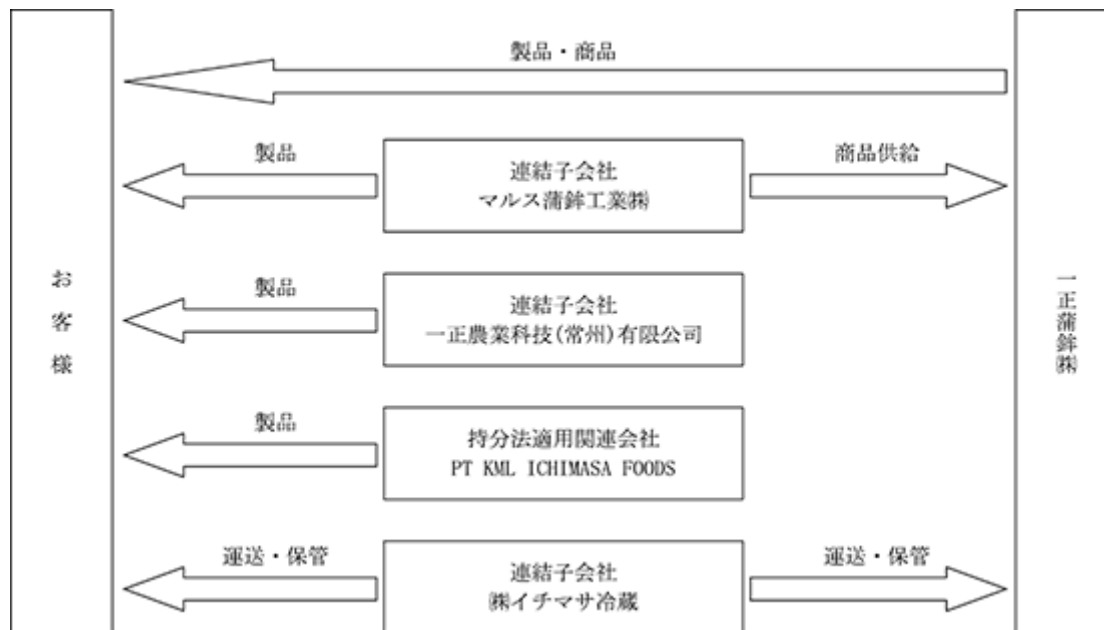 製品・商品
製品
連結子会社
マルス蒲鉾工業㈱
商品供給
お客様
製品
連結子会社
一正農業科技(常州)有限公司
一正蒲鉾㈱
製品
持分法適用関連会社
PT KML ICHIMASA FOODS
運送・保管
連結子会社
㈱イチマサ冷蔵
運送・保管